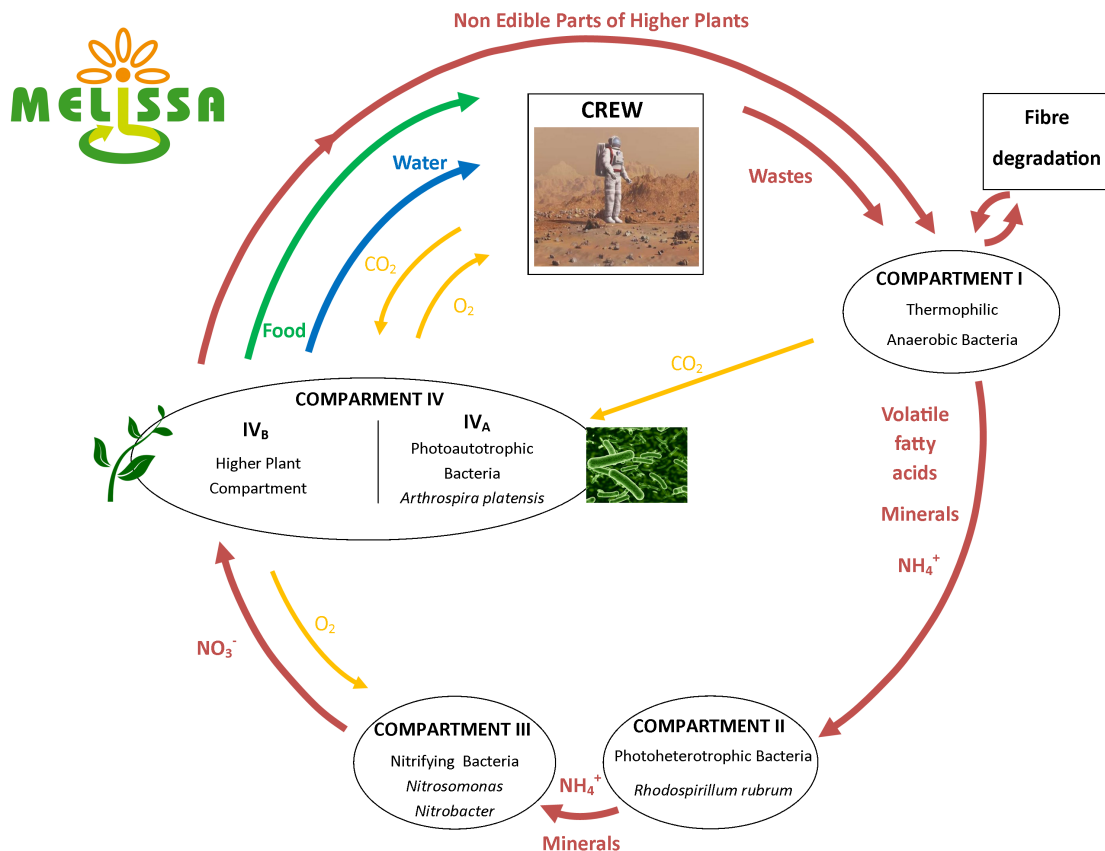 Non Edible Parts of Higher Plants
MELiSSA
CREW
Fibre
degradation
Water
Wastes
CO₂
O₂
Food
COMPARTMENT I
Thermophilic
Anaerobic Bacteria
CO₂
COMPARMENT IV
IV_B
Higher Plant
Compartment
IV_A
Photoautotrophic
Bacteria
Arthrospira platensis
Volatile
fatty
acids
Minerals
NH₄⁺
O₂
NO₃⁻
COMPARTMENT III
Nitrifying Bacteria
Nitrosomonas
Nitrobacter
COMPARTMENT II
Photoheterotrophic Bacteria
Rhodospirillum rubrum
NH₄⁺
Minerals